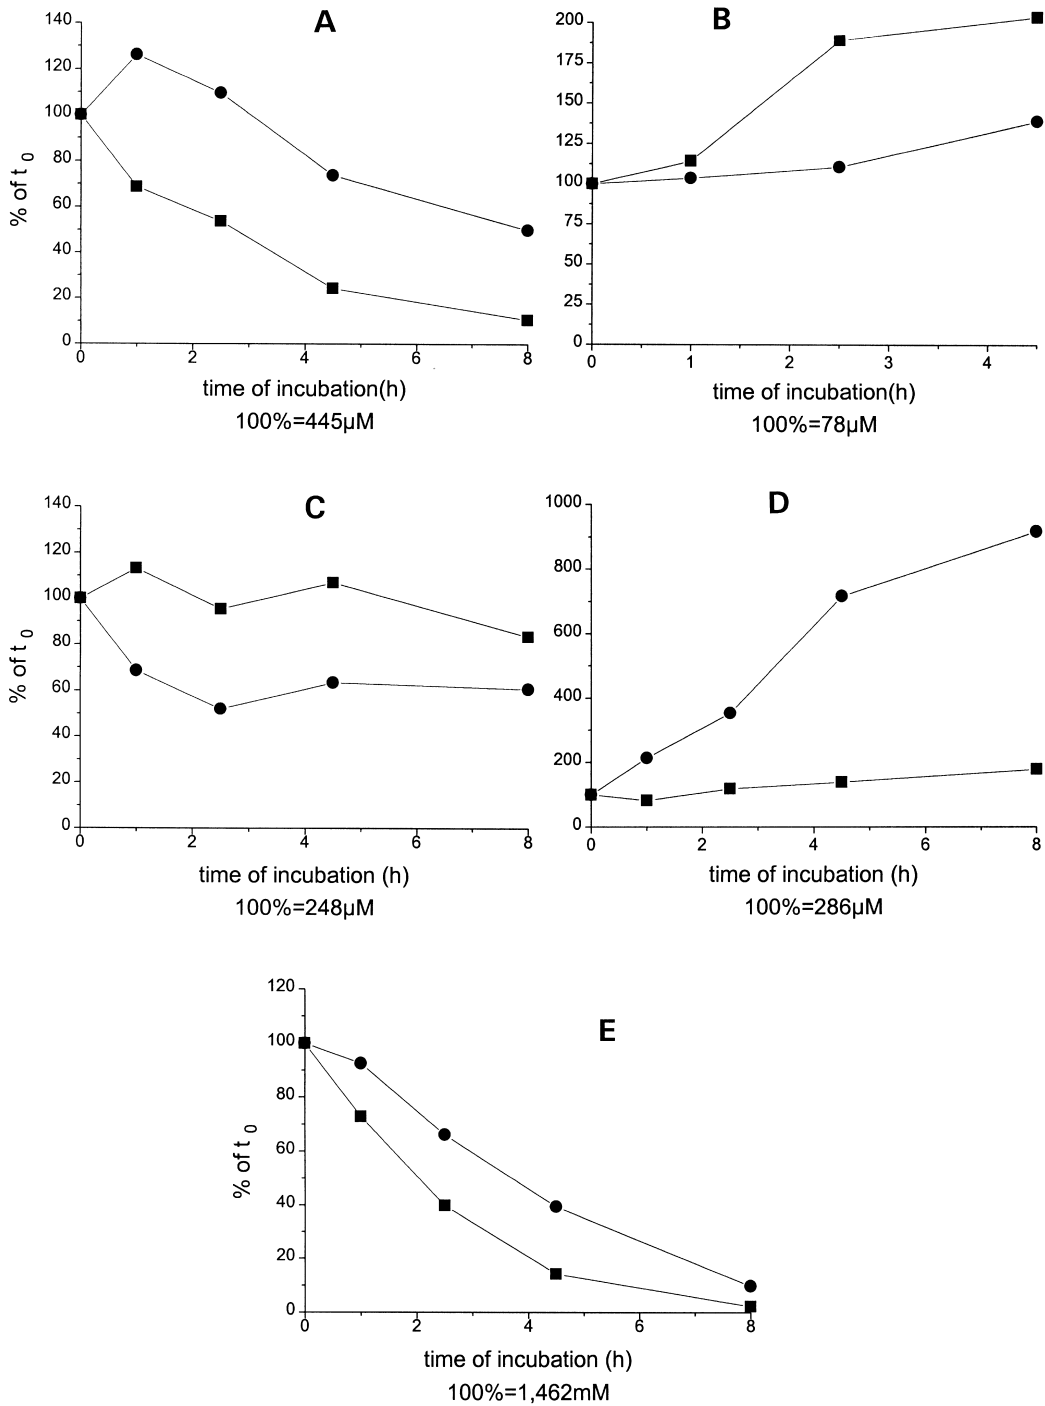 A
140
120
100
80
60
40
20
0
% of t 0
0 2 4 6 8
time of incubation(h)
100%=445µM
B
200
175
150
125
100
75
50
25
0
0 1 2 3 4
time of incubation(h)
100%=78µM
C
140
120
100
80
60
40
20
0
% of t 0
0 2 4 6 8
time of incubation (h)
100%=248µM
D
1000
800
600
400
200
0
0 2 4 6 8
time of incubation (h)
100%=286µM
E
120
100
80
60
40
20
0
% of t 0
0 2 4 6 8
time of incubation (h)
100%=1,462mM